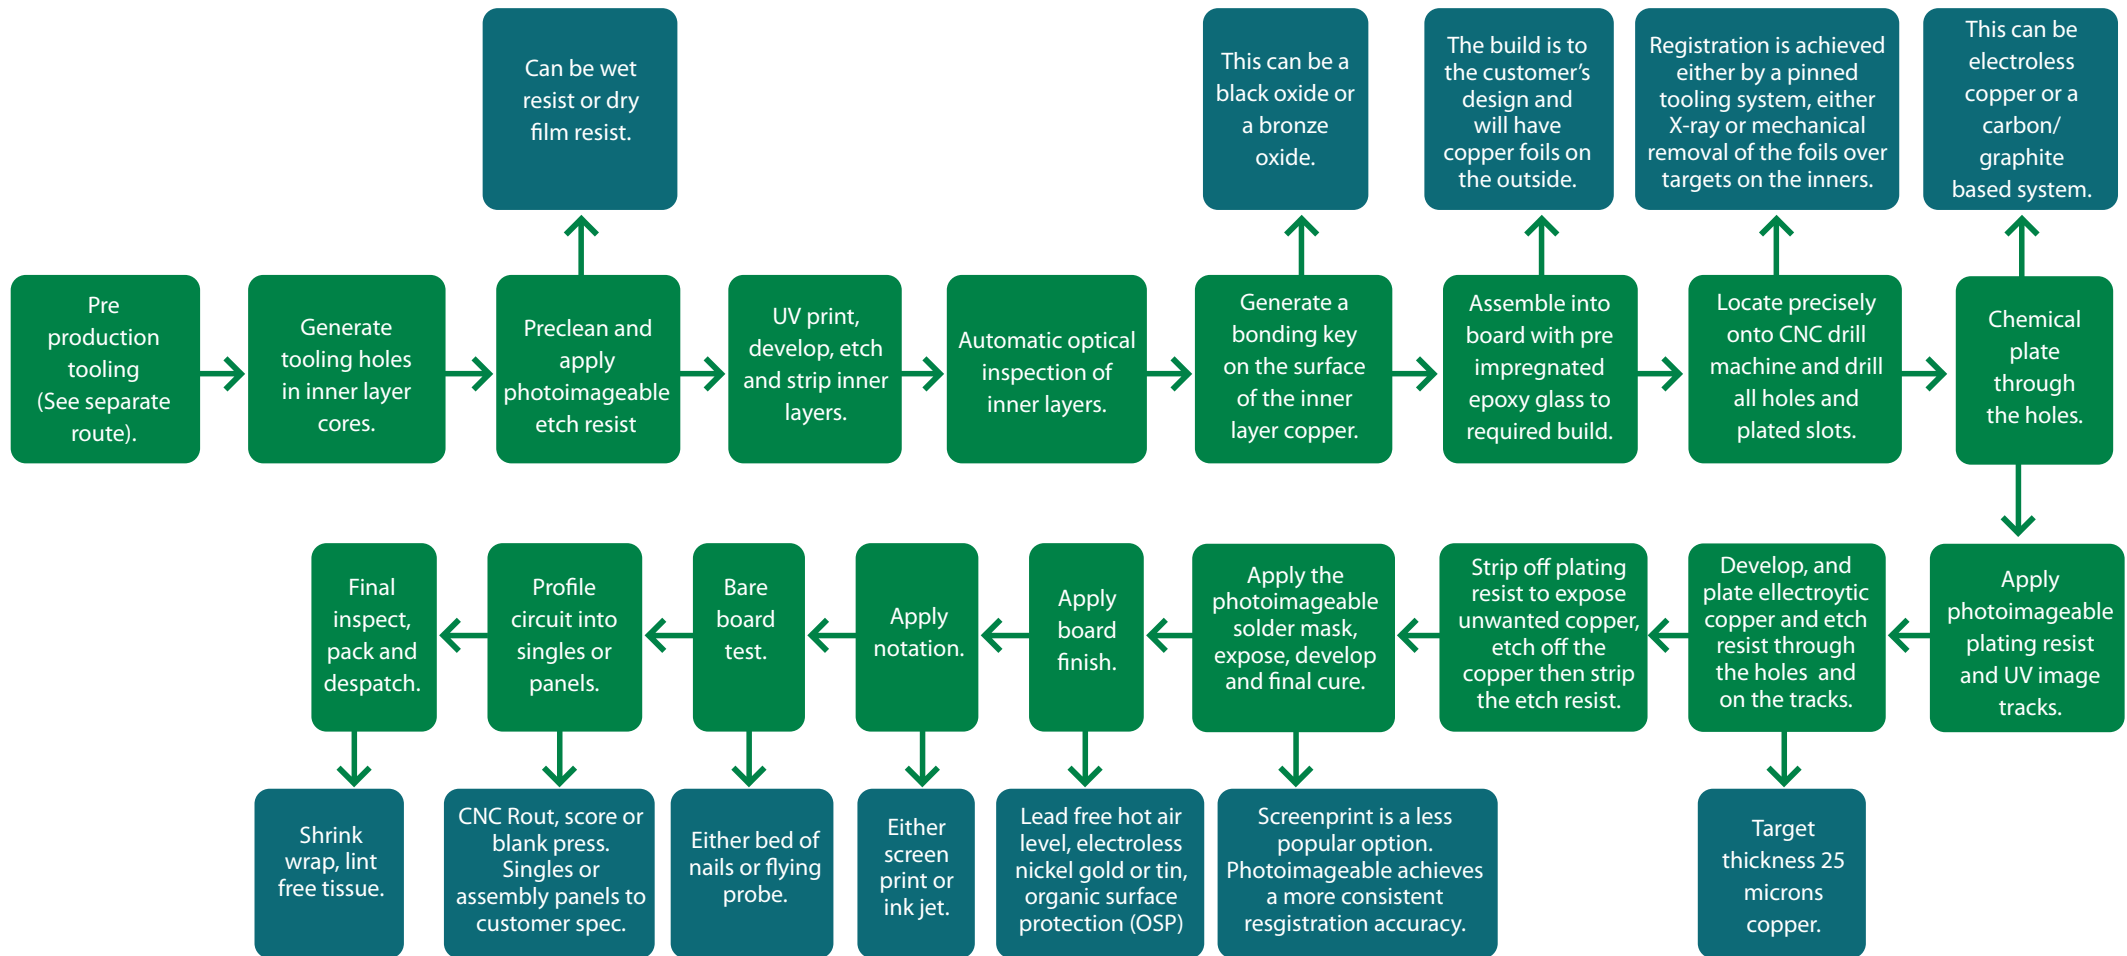 Can be wet
resist or dry
film resist.
This can be a
black oxide or
a bronze
oxide.
The build is to
the customer’s
design and
will have
copper foils on
the outside.
Registration is achieved
either by a pinned
tooling system, either
X-ray or mechanical
removal of the foils over
targets on the inners.
This can be
electroless
copper or a
carbon/
graphite
based system.
Pre
production
tooling
(See separate
route).
Generate
tooling holes
in inner layer
cores.
Preclean and
apply
photoimageable
etch resist
UV print,
develop, etch
and strip inner
layers.
Automatic optical
inspection of
inner layers.
Generate a
bonding key
on the surface
of the inner
layer copper.
Assemble into
board with pre
impregnated
epoxy glass to
required build.
Locate precisely
onto CNC drill
machine and drill
all holes and
plated slots.
Chemical
plate
through
the holes.
Final
inspect,
pack and
despatch.
Profile
circuit into
singles or
panels.
Bare
board
test.
Apply
notation.
Apply
board
finish.
Apply the
photoimageable
solder mask,
expose, develop
and final cure.
Strip off plating
resist to expose
unwanted copper,
etch off the
copper then strip
the etch resist.
Develop, and
plate ellectroytic
copper and etch
resist through
the holes and
on the tracks.
Apply
photoimageable
plating resist
and UV image
tracks.
Shrink
wrap, lint
free tissue.
CNC Rout, score or
blank press.
Singles or
assembly panels to
customer spec.
Either bed of
nails or flying
probe.
Either
screen
print or
ink jet.
Lead free hot air
level, electroless
nickel gold or tin,
organic surface
protection (OSP)
Screenprint is a less
popular option.
Photoimageable achieves
a more consistent
resgistration accuracy.
Target
thickness 25
microns
copper.